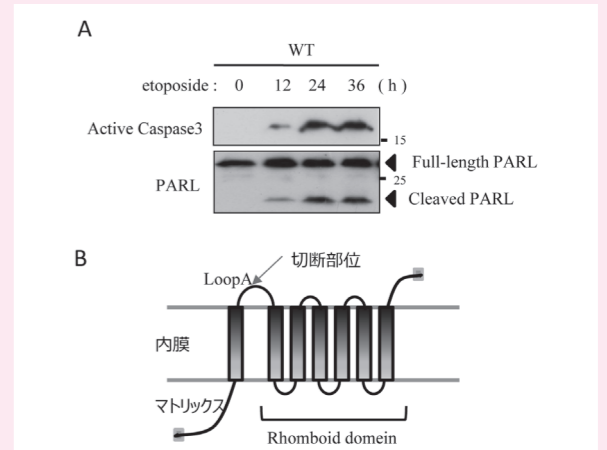 A
WT
etoposide : 0 12 24 36 ( h )
Active Caspase3
15
Full-length PARL
25
PARL
Cleaved PARL
B
切断部位
LoopA
内膜
マトリックス
Rhomboid domein